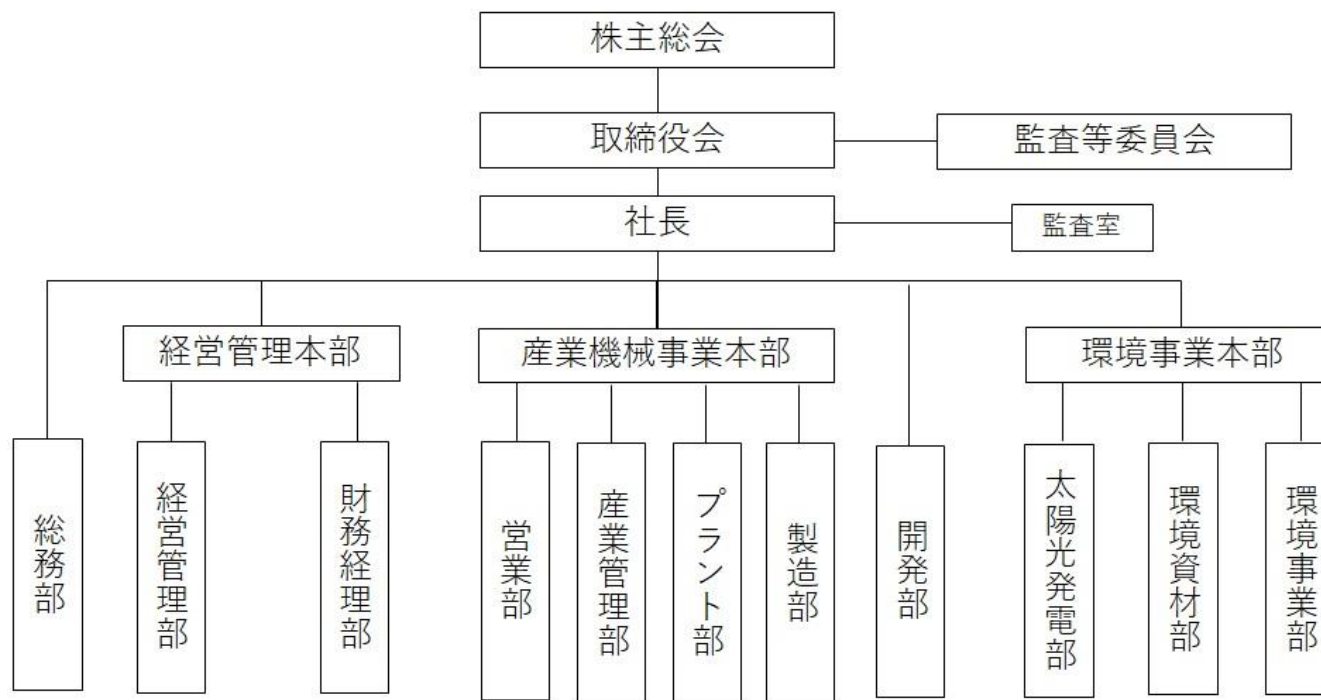 株主総会
取締役会
監査等委員会
社長
監査室
経営管理本部
産業機械事業本部
環境事業本部
総務部
経営管理部
財務経理部
営業部
産業管理部
プラント部
製造部
開発部
太陽光発電部
環境資材部
環境事業部